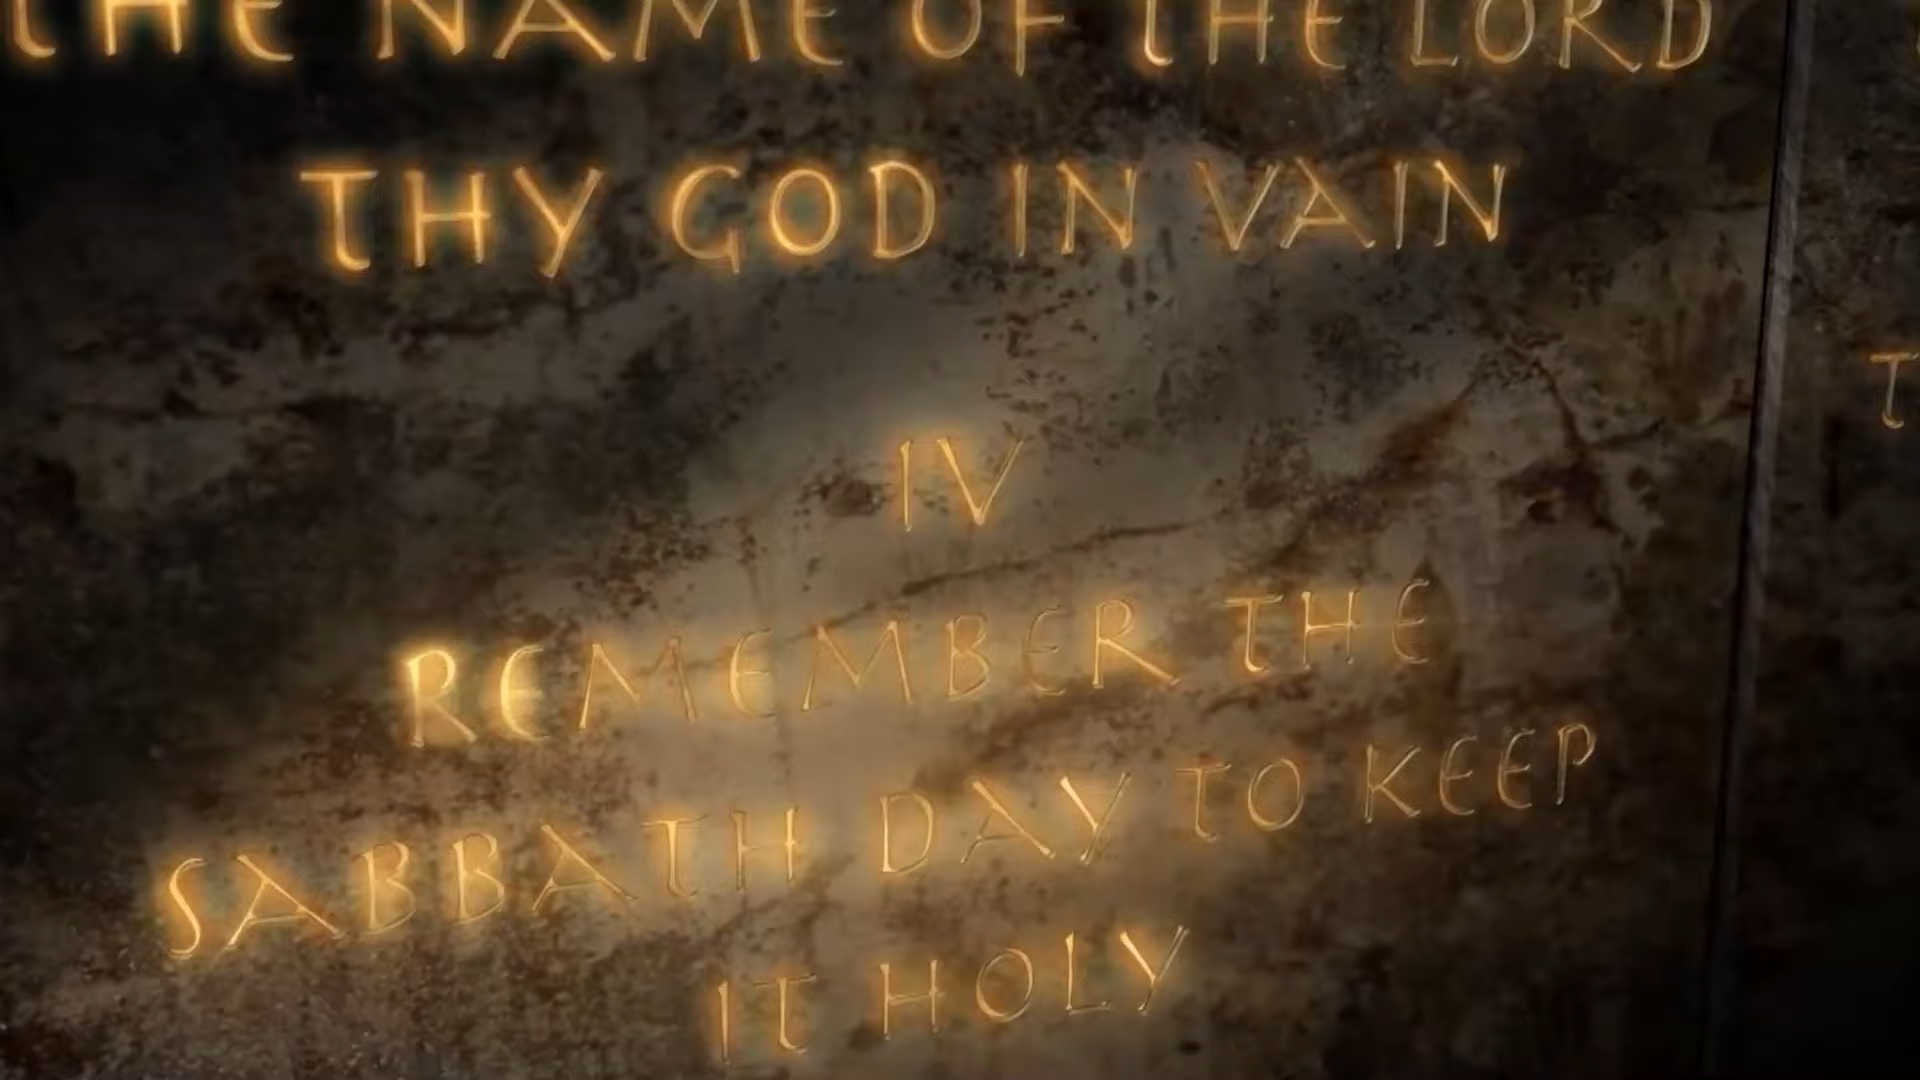 THE NAME OF THE LORD
THY GOD IN VAIN
IV
REMEMBER THE
SABBATH DAY TO KEEP
IT HOLY